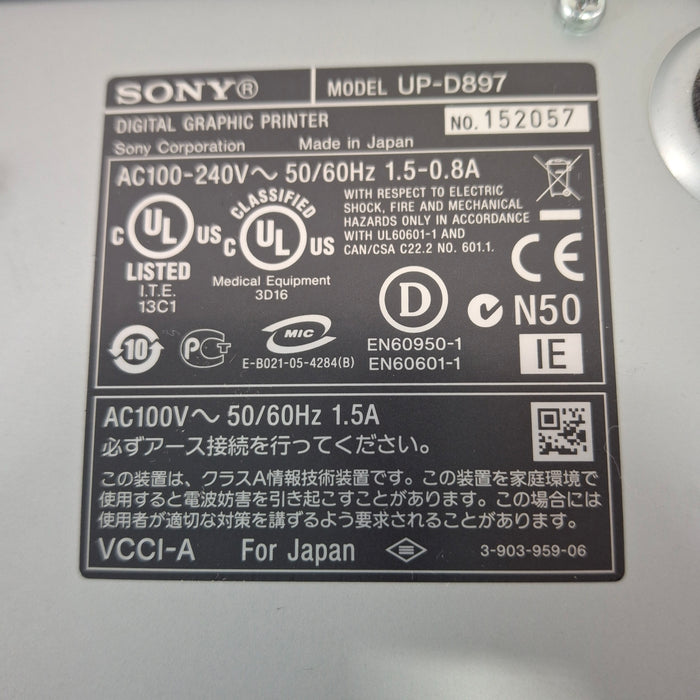 SONY® MODEL UP-D897
DIGITAL GRAPHIC PRINTER NO. 152057
Sony Corporation Made in Japan
AC100-240V～ 50/60Hz 1.5-0.8A
C UL US
LISTED
I.T.E.
13C1
CLASSIFIED
C UL US
Medical Equipment
3D16
WITH RESPECT TO ELECTRIC
SHOCK, FIRE AND MECHANICAL
HAZARDS ONLY IN ACCORDANCE
WITH UL60601-1 AND
CAN/CSA C22.2 NO. 601.1.
CE
10
PCT
MIC
E-B021-05-4284(B)
D
EN60950-1
EN60601-1
N50
IE
AC100V～ 50/60Hz 1.5A
必ずアース接続を行ってください。
この装置は、クラスA情報技術装置です。この装置を家庭環境で
使用すると電波妨害を引き起こすことがあります。この場合には
使用者が適切な対策を講ずるよう要求されることがあります。
VCCI-A For Japan 3-903-959-06